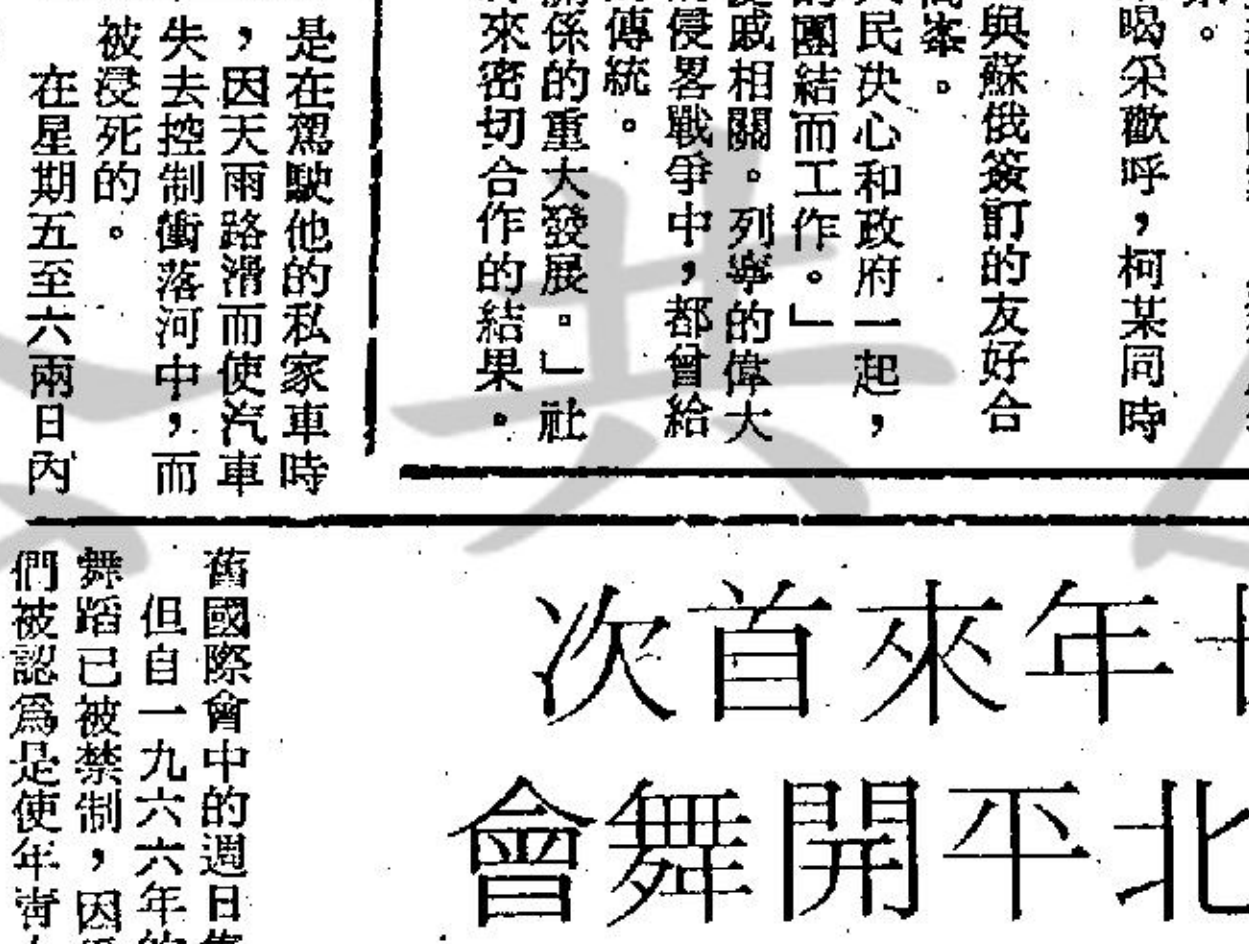 喝采歡呼，柯某同時
與蘇俄簽訂的友好合
民决心和政府一起，
團結而工作。」
戚相關。列寧的偉大
侵畧戰爭中，都曾給
傳統。
係的重大發展。」社
來密切合作的結果。
是在駕駛他的私家車時
，因天雨路滑而使汽車
失去控制衝落河中，而
被浸死的。
在星期五至六兩日內
年來首次
北平開舞會
舊國際會中的週日
但自一九六六年的
舞蹈已被禁制，因
們被認爲是使年青
共